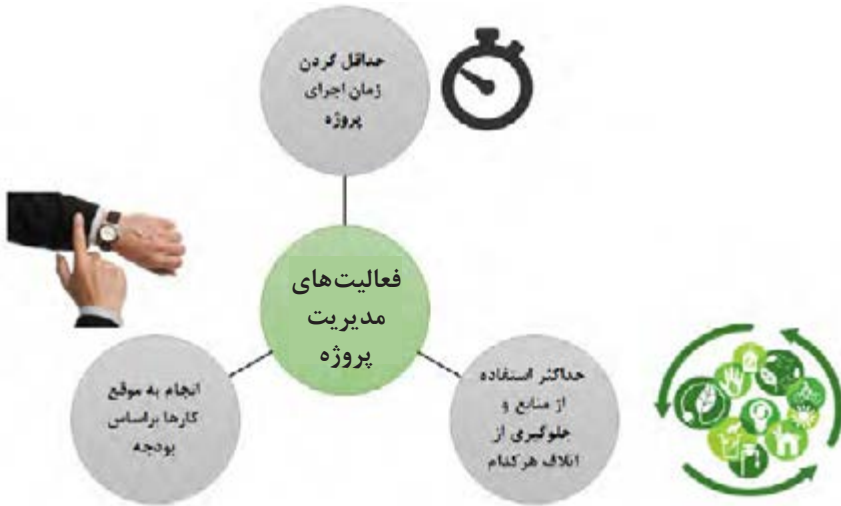 حداقل کردن
زمان اجرای
پروژه
فعالیت‌های
مدیریت
پروژه
حداکثر استفاده
از منابع و
جلوگیری از
اتلاف هرکدام
انجام به موقع
کارها براساس
بودجه